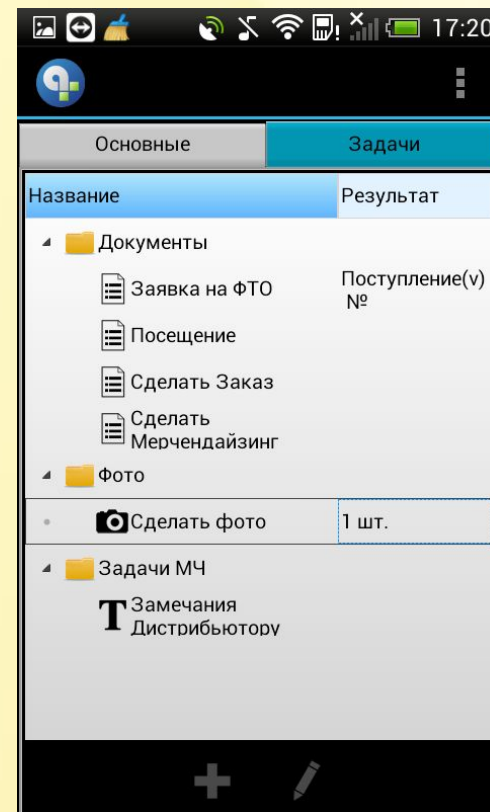 17:20
Основные Задачи
Название Результат
Документы
Заявка на ФТО Поступление(v)
№
Посещение
Сделать Заказ
Сделать
Мерчендайзинг
Фото
Сделать фото 1 шт.
Задачи МЧ
T Замечания
Дистрибьютору